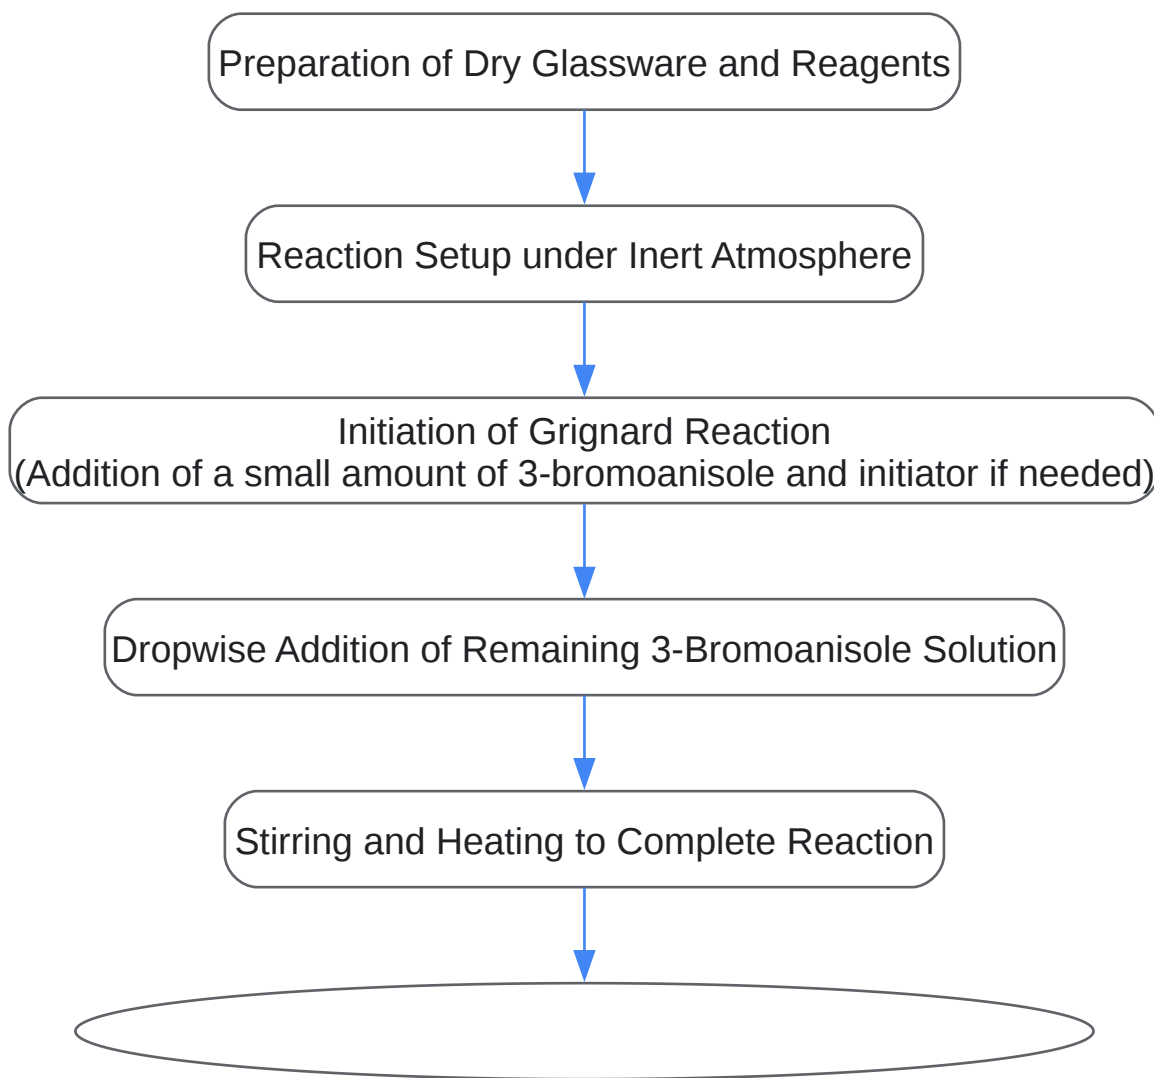 Preparation of Dry Glassware and Reagents
Reaction Setup under Inert Atmosphere
Initiation of Grignard Reaction
(Addition of a small amount of 3-bromoanisole and initiator if needed)
Dropwise Addition of Remaining 3-Bromoanisole Solution
Stirring and Heating to Complete Reaction